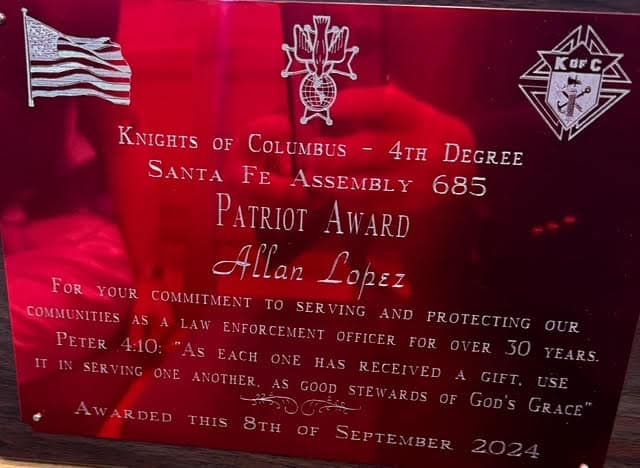 K OF C
KNIGHTS OF COLUMBUS - 4TH DEGREE
SANTA FE ASSEMBLY 685
PATRIOT AWARD
Allan Lopez
FOR YOUR COMMITMENT TO SERVING AND PROTECTING OUR
COMMUNITIES AS A LAW ENFORCEMENT OFFICER FOR OVER 30 YEARS.
PETER 4:10: "AS EACH ONE HAS RECEIVED A GIFT, USE
IT IN SERVING ONE ANOTHER, AS GOOD STEWARDS OF GOD'S GRACE"
AWARDED THIS 8TH OF SEPTEMBER 2024